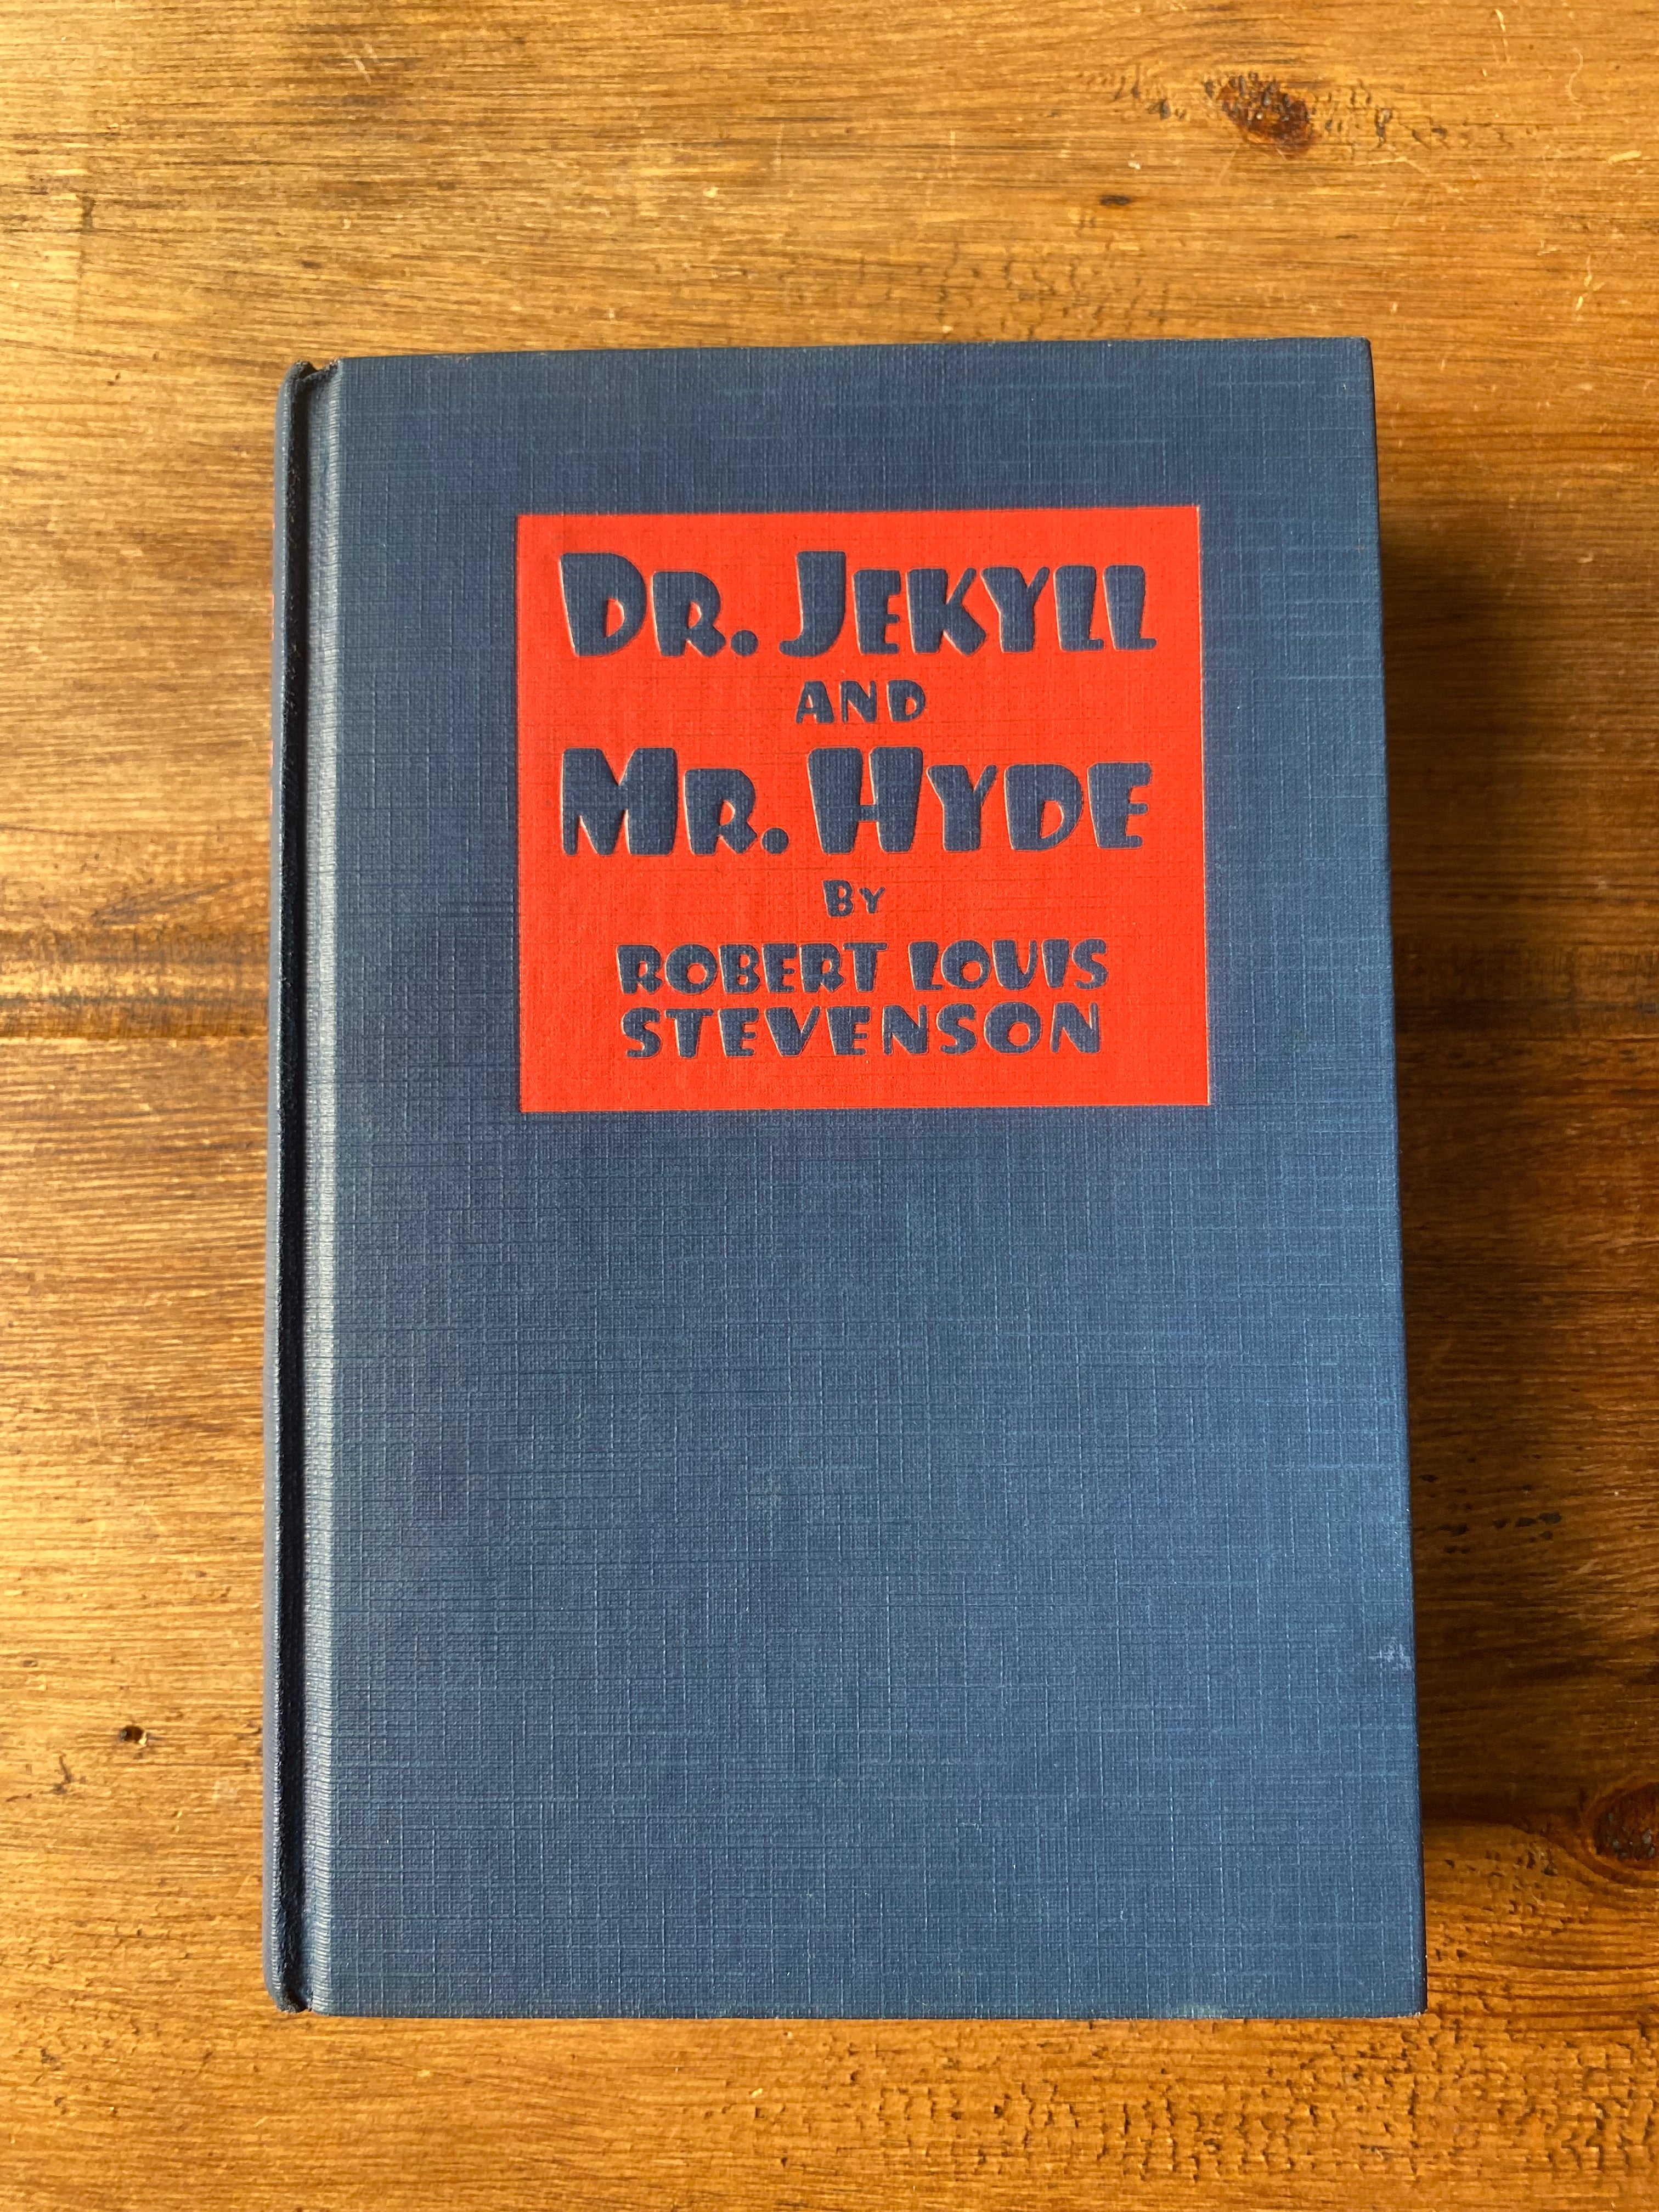 DR. JEKYLL
AND
MR. HYDE
BY
ROBERT LOUIS
STEVENSON